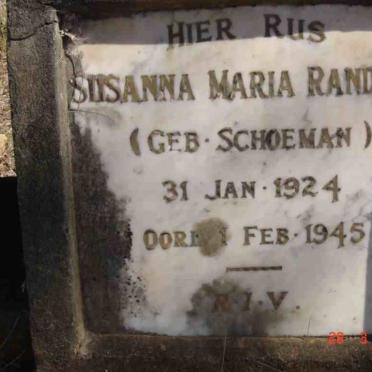 HIER RUS
SUSANNA MARIA RAND
(GEB. SCHOEMAN)
31 JAN. 1924
FEB. 1945